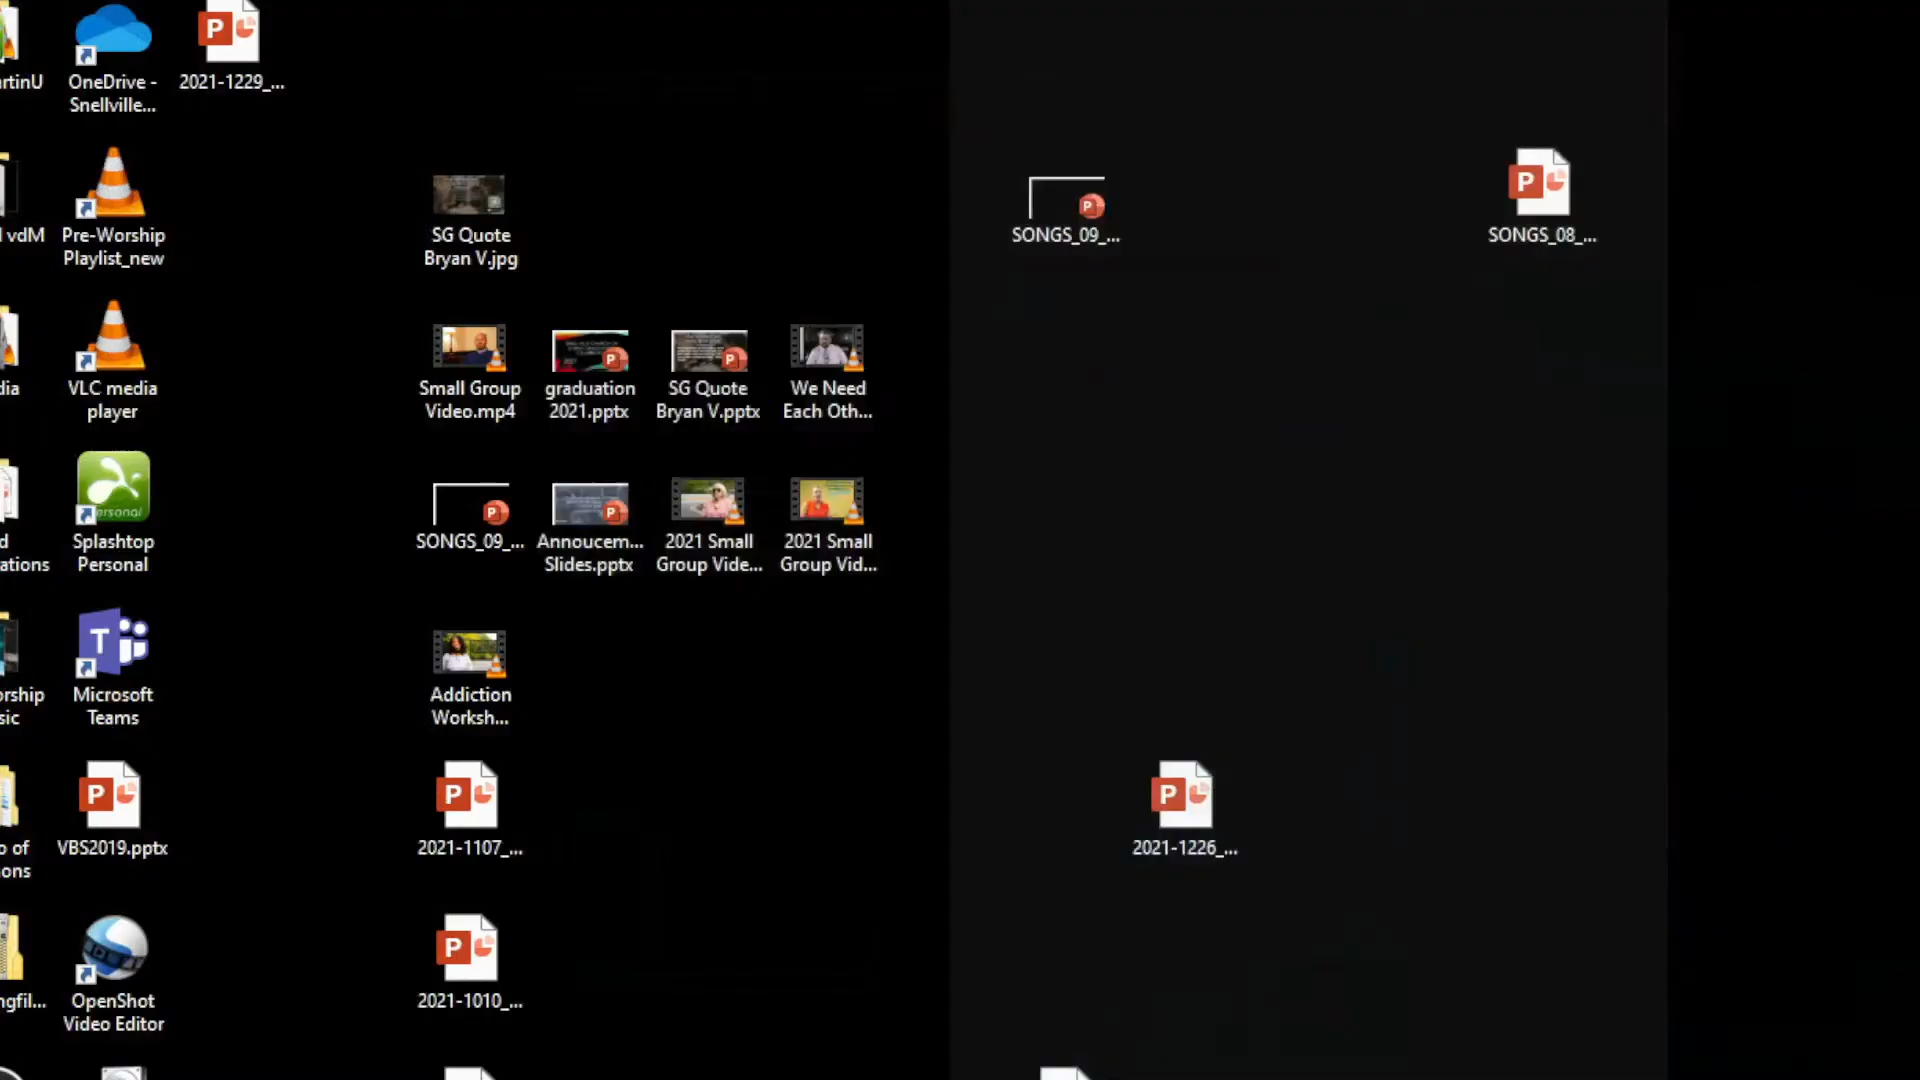 rtinU
OneDrive -
Snellville...
2021-1229_...
l vdM
Pre-Worship
Playlist_new
SG Quote
Bryan V.jpg
SONGS_09_...
SONGS_08_...
dia
VLC media
player
Small Group
Video.mp4
graduation
2021.pptx
SG Quote
Bryan V.pptx
We Need
Each Oth...
d
ations
Splashtop
Personal
SONGS_09_...
Annoucem...
Slides.pptx
2021 Small
Group Vide...
2021 Small
Group Vid...
orship
sic
Microsoft
Teams
Addiction
Worksh...
o of
ons
VBS2019.pptx
2021-1107_...
2021-1226_...
ngfil...
OpenShot
Video Editor
2021-1010_...